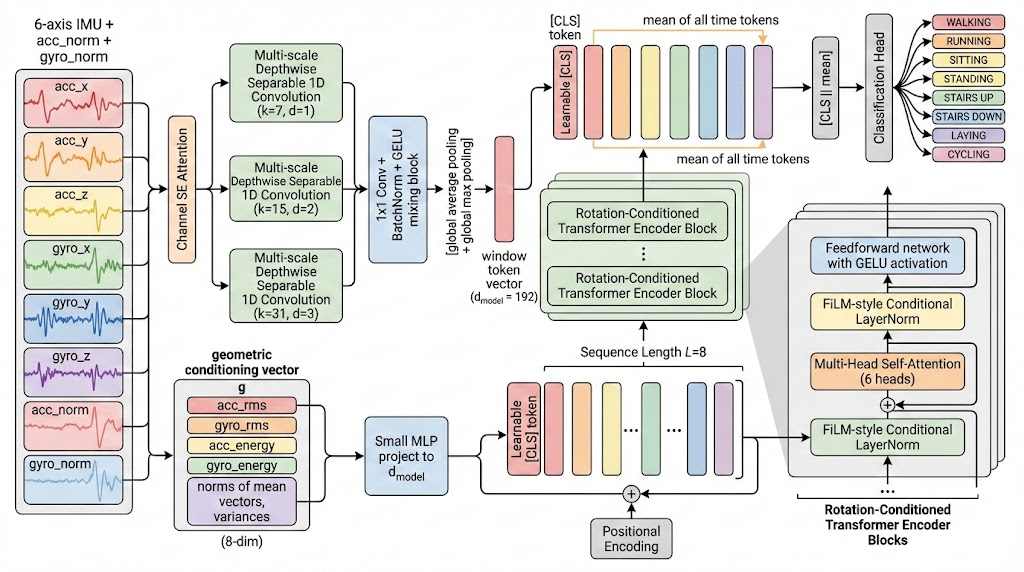 6-axis IMU +
acc_norm +
gyro_norm
acc_x
acc_y
acc_z
gyro_x
gyro_y
gyro_z
acc_norm
gyro_norm
Channel SE Attention
Multi-scale
Depthwise
Separable 1D
Convolution
(k=7, d=1)
Multi-scale
Depthwise Separable
1D Convolution
(k=15, d=2)
Multi-scale
Depthwise
Separable
1D Convolution
(k=31, d=3)
1x1 Conv +
BatchNorm + GELU
mixing block
[global average pooling
+ global max pooling]
window
token
vector
(d_model = 192)
[CLS]
token
mean of all time tokens
Learnable [CLS]
mean of all time tokens
[CLS || mean]
Classification Head
WALKING
RUNNING
SITTING
STANDING
STAIRS UP
STAIRS DOWN
LAYING
CYCLING
Rotation-Conditioned
Transformer Encoder Block
⋮
Rotation-Conditioned
Transformer Encoder Block
Sequence Length L=8
geometric
conditioning vector
g
acc_rms
gyro_rms
acc_energy
gyro_energy
norms of mean
vectors,
variances
(8-dim)
Small MLP
project to
d_model
Learnable
[CLS] token
... ...
+
Positional
Encoding
Feedforward network
with GELU activation
FiLM-style Conditional
LayerNorm
Multi-Head Self-Attention
(6 heads)
+
FiLM-style Conditional
LayerNorm
...
Rotation-Conditioned
Transformer Encoder
Blocks